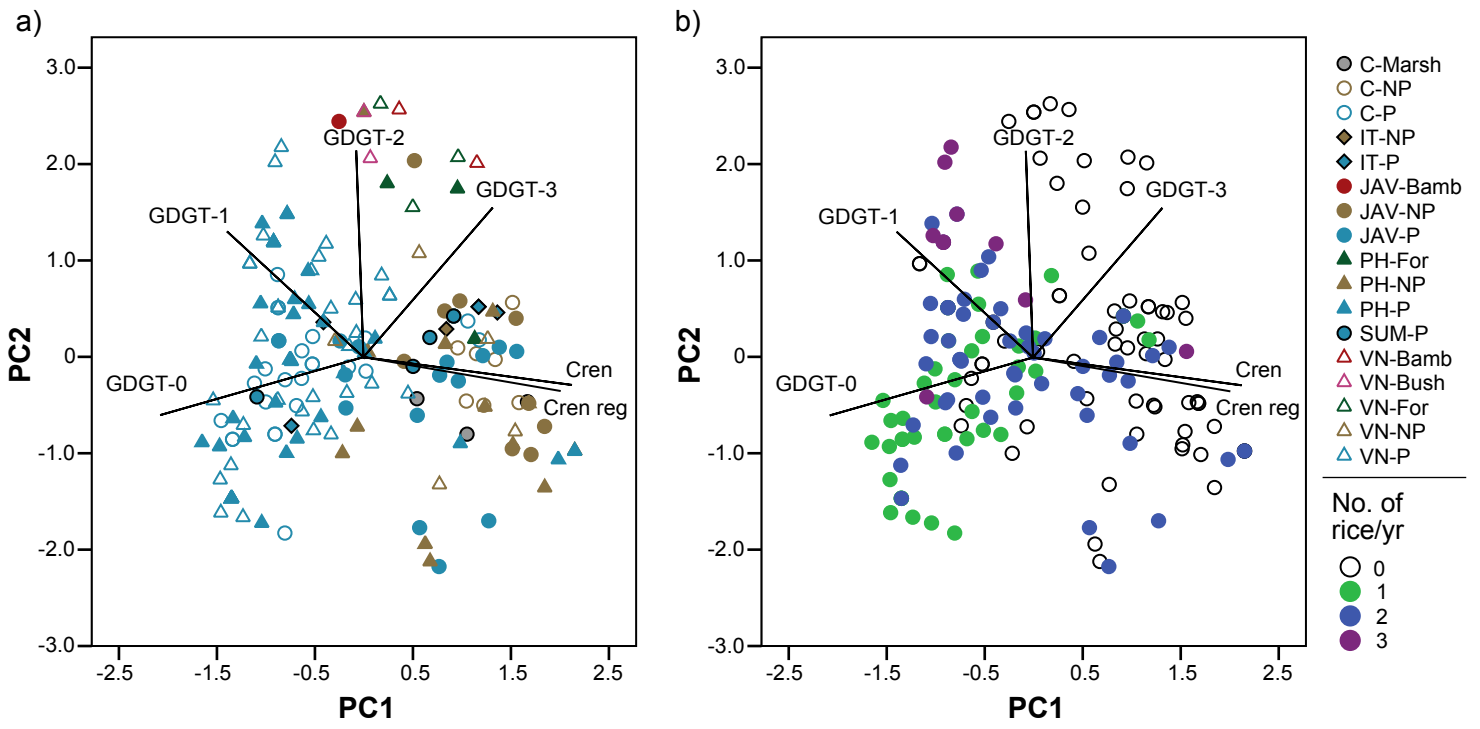 a)
3.0
2.0
1.0
0
-1.0
-2.0
-3.0
-2.5
-1.5
-0.5
0.5
1.5
2.5
PC2
PC1
GDGT-2
GDGT-3
GDGT-1
GDGT-0
Cren
Cren reg
b)
3.0
2.0
1.0
0
-1.0
-2.0
-3.0
-2.5
-1.5
-0.5
0.5
1.5
2.5
PC2
PC1
GDGT-2
GDGT-3
GDGT-1
GDGT-0
Cren
Cren reg
C-Marsh
C-NP
C-P
IT-NP
IT-P
JAV-Bamb
JAV-NP
JAV-P
PH-For
PH-NP
PH-P
SUM-P
VN-Bamb
VN-Bush
VN-For
VN-NP
VN-P
No. of
rice/yr
0
1
2
3